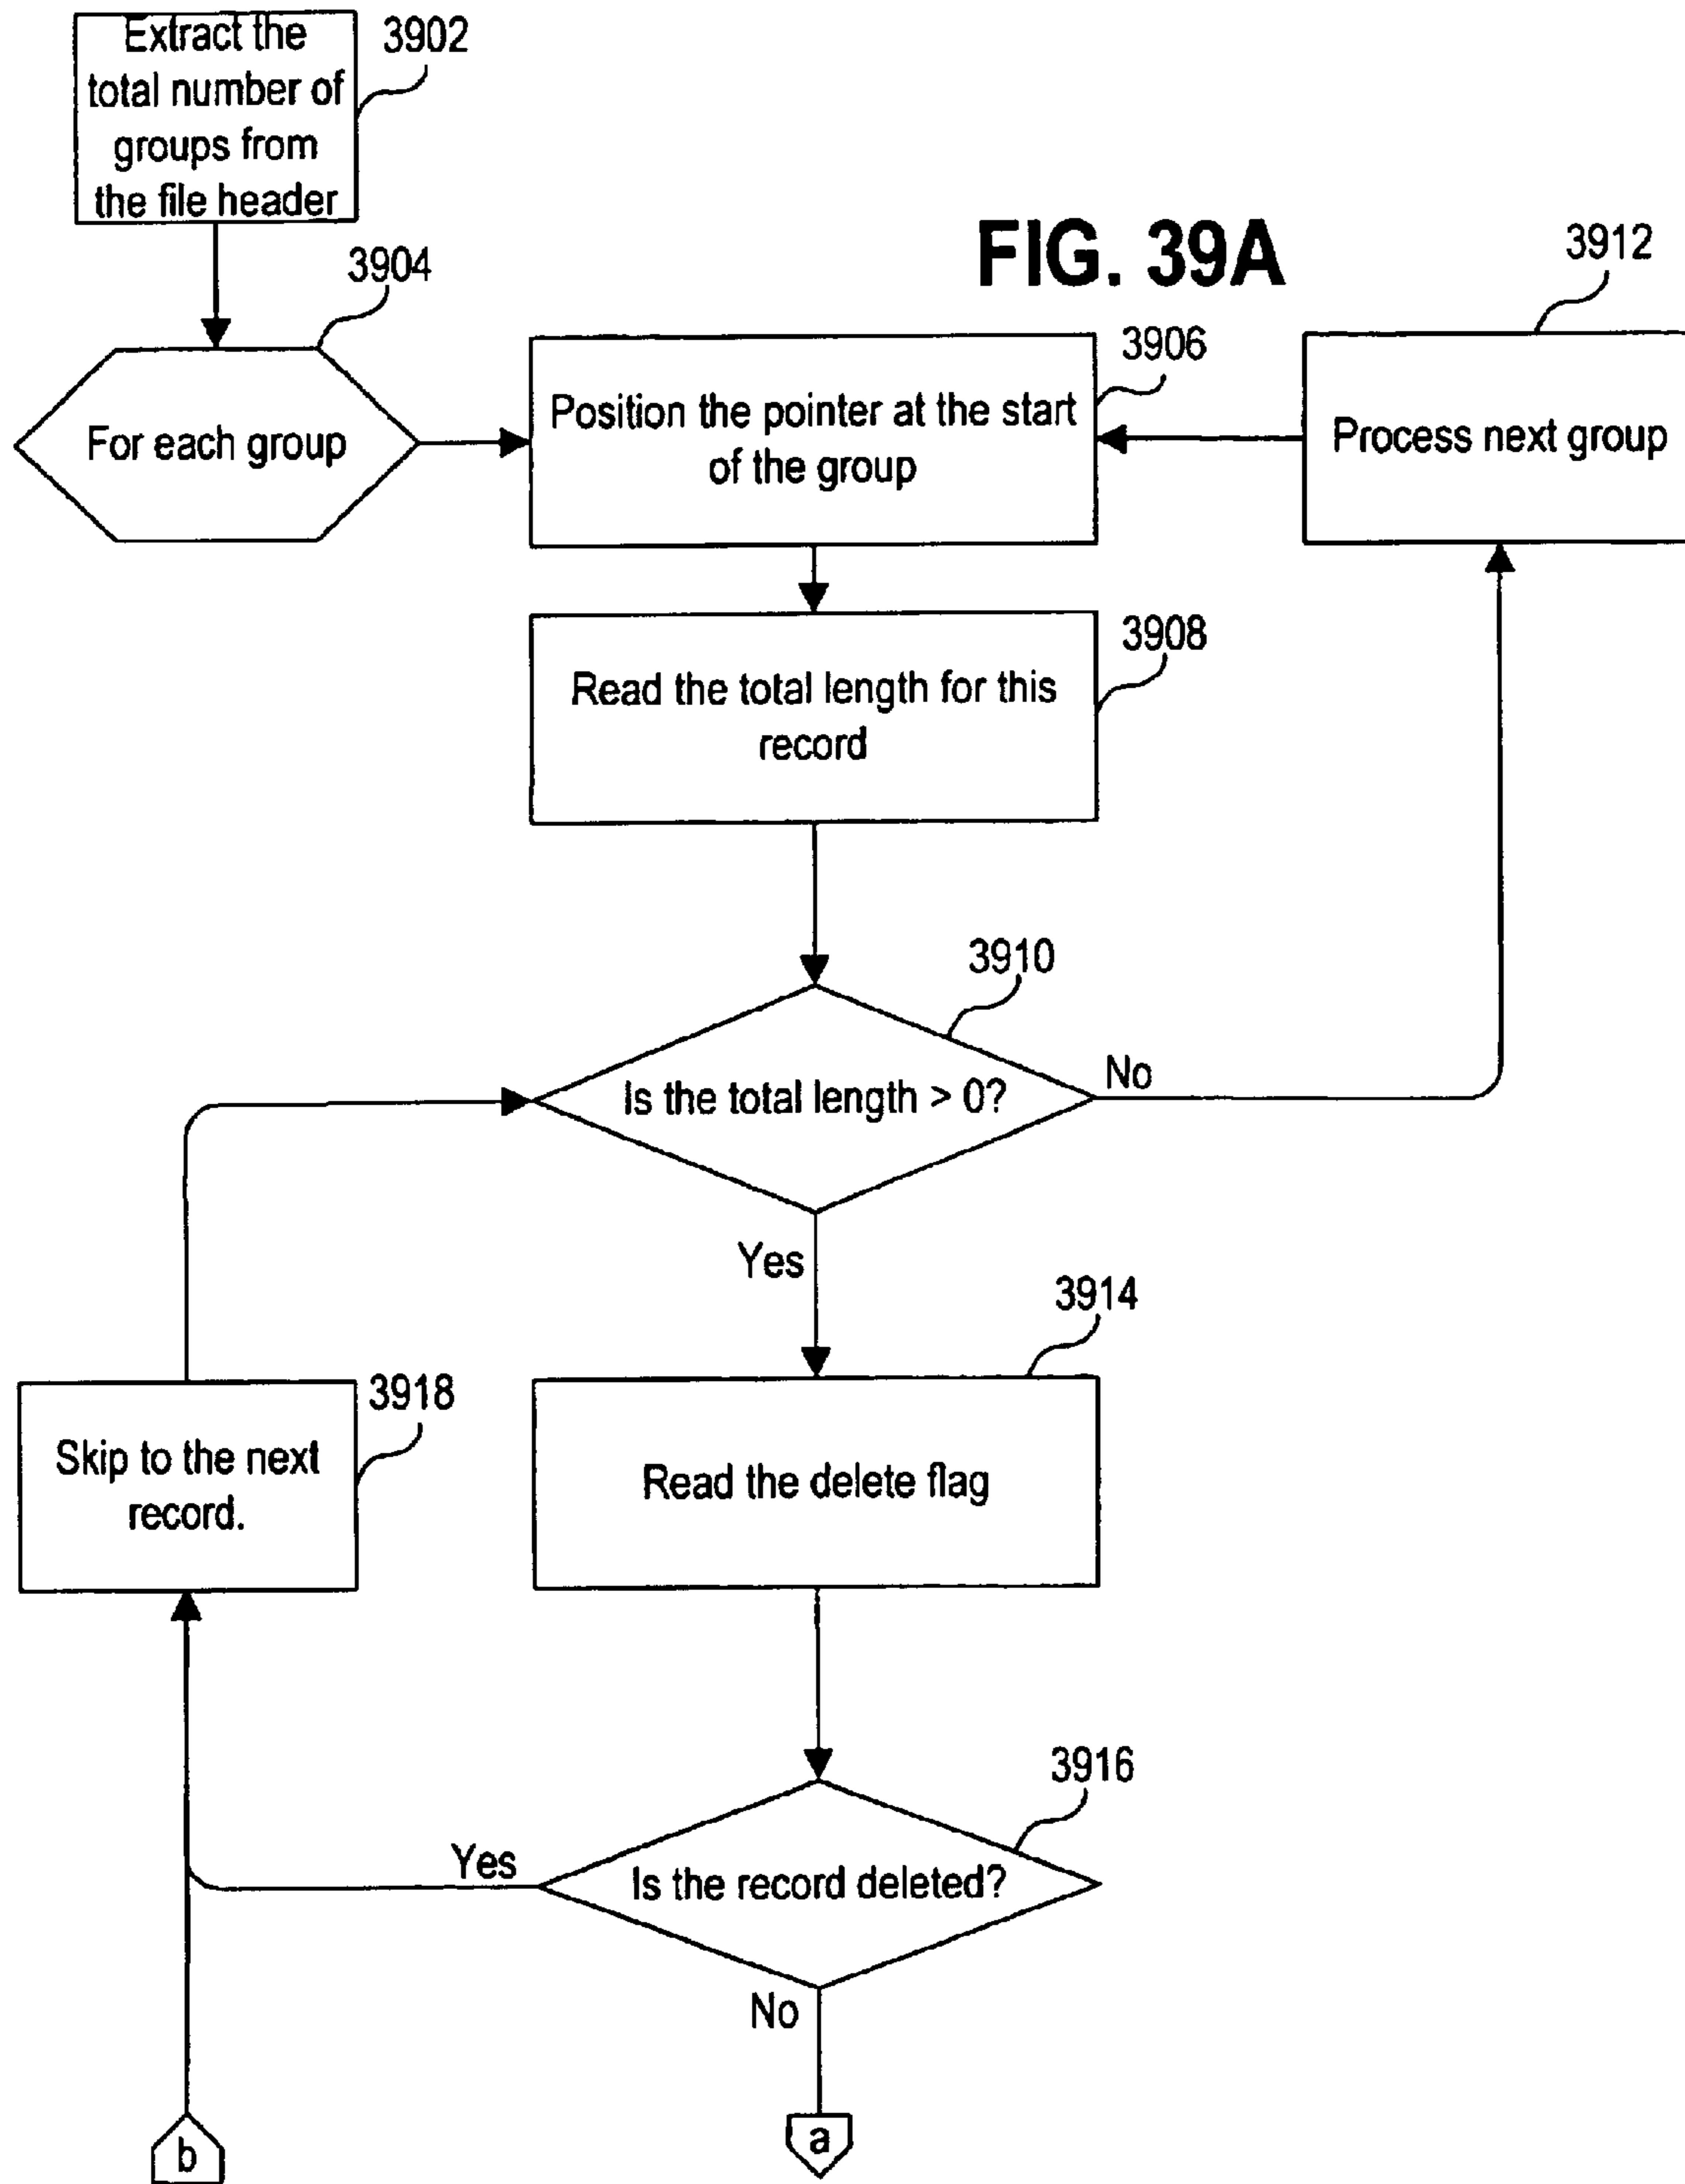 Extract the
total number of
groups from
the file header
3902
FIG. 39A
3904
For each group
3906
Position the pointer at the start
of the group
3912
Process next group
3908
Read the total length for this
record
3910
Is the total length > 0?
No
Yes
3914
Read the delete flag
3918
Skip to the next
record.
3916
Is the record deleted?
Yes
No
b
a